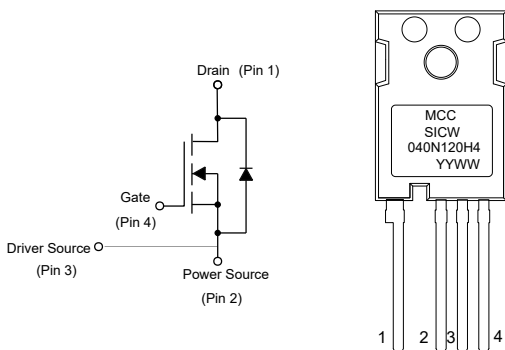 Drain (Pin 1)
Gate
(Pin 4)
Driver Source
(Pin 3)
Power Source
(Pin 2)
MCC
SICW
040N120H4
YYWW
1 2 3 4